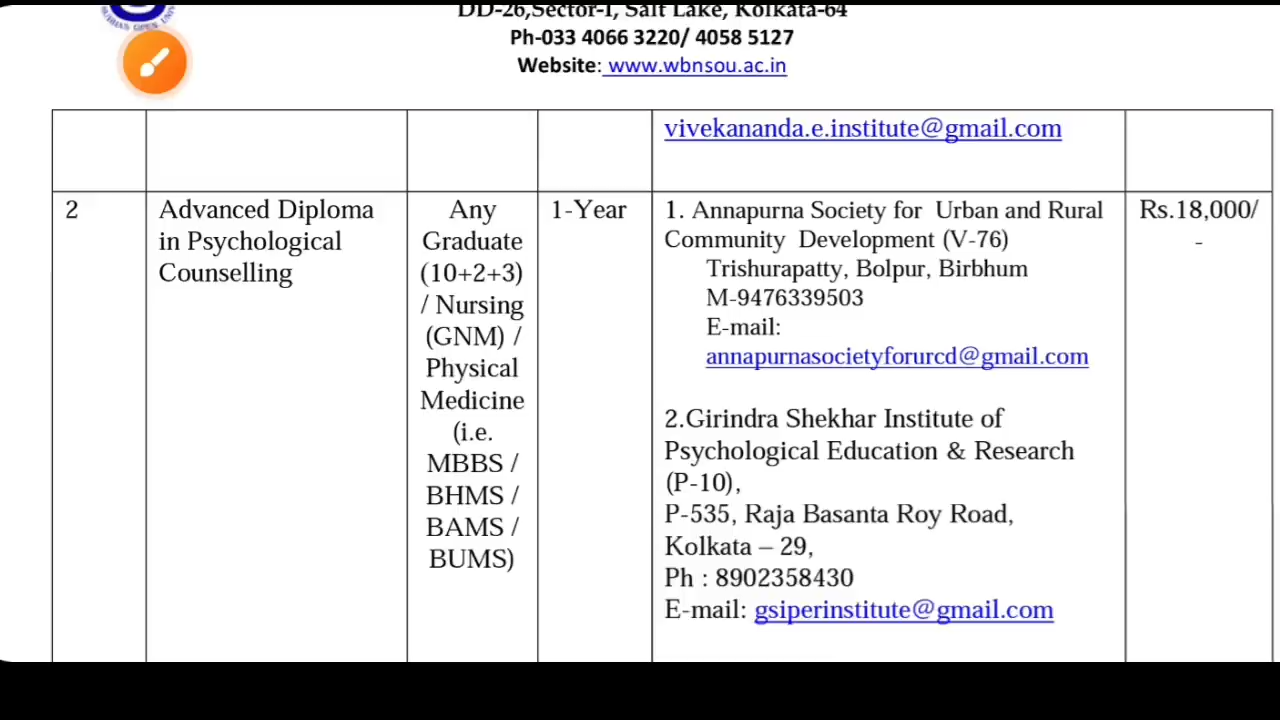 DD-26,Sector-I, Salt Lake, Kolkata-64
Ph-033 4066 3220/ 4058 5127
Website: www.wbnsou.ac.in
vivekananda.e.institute@gmail.com
2
Advanced Diploma
in Psychological
Counselling
Any
Graduate
(10+2+3)
/ Nursing
(GNM) /
Physical
Medicine
(i.e.
MBBS /
BHMS /
BAMS /
BUMS)
1-Year
1. Annapurna Society for Urban and Rural
Community Development (V-76)
Trishurapatty, Bolpur, Birbhum
M-9476339503
E-mail:
annapurnasocietyforurcd@gmail.com
2.Girindra Shekhar Institute of
Psychological Education & Research
(P-10),
P-535, Raja Basanta Roy Road,
Kolkata – 29,
Ph : 8902358430
E-mail: gsiperinstitute@gmail.com
Rs.18,000/
-